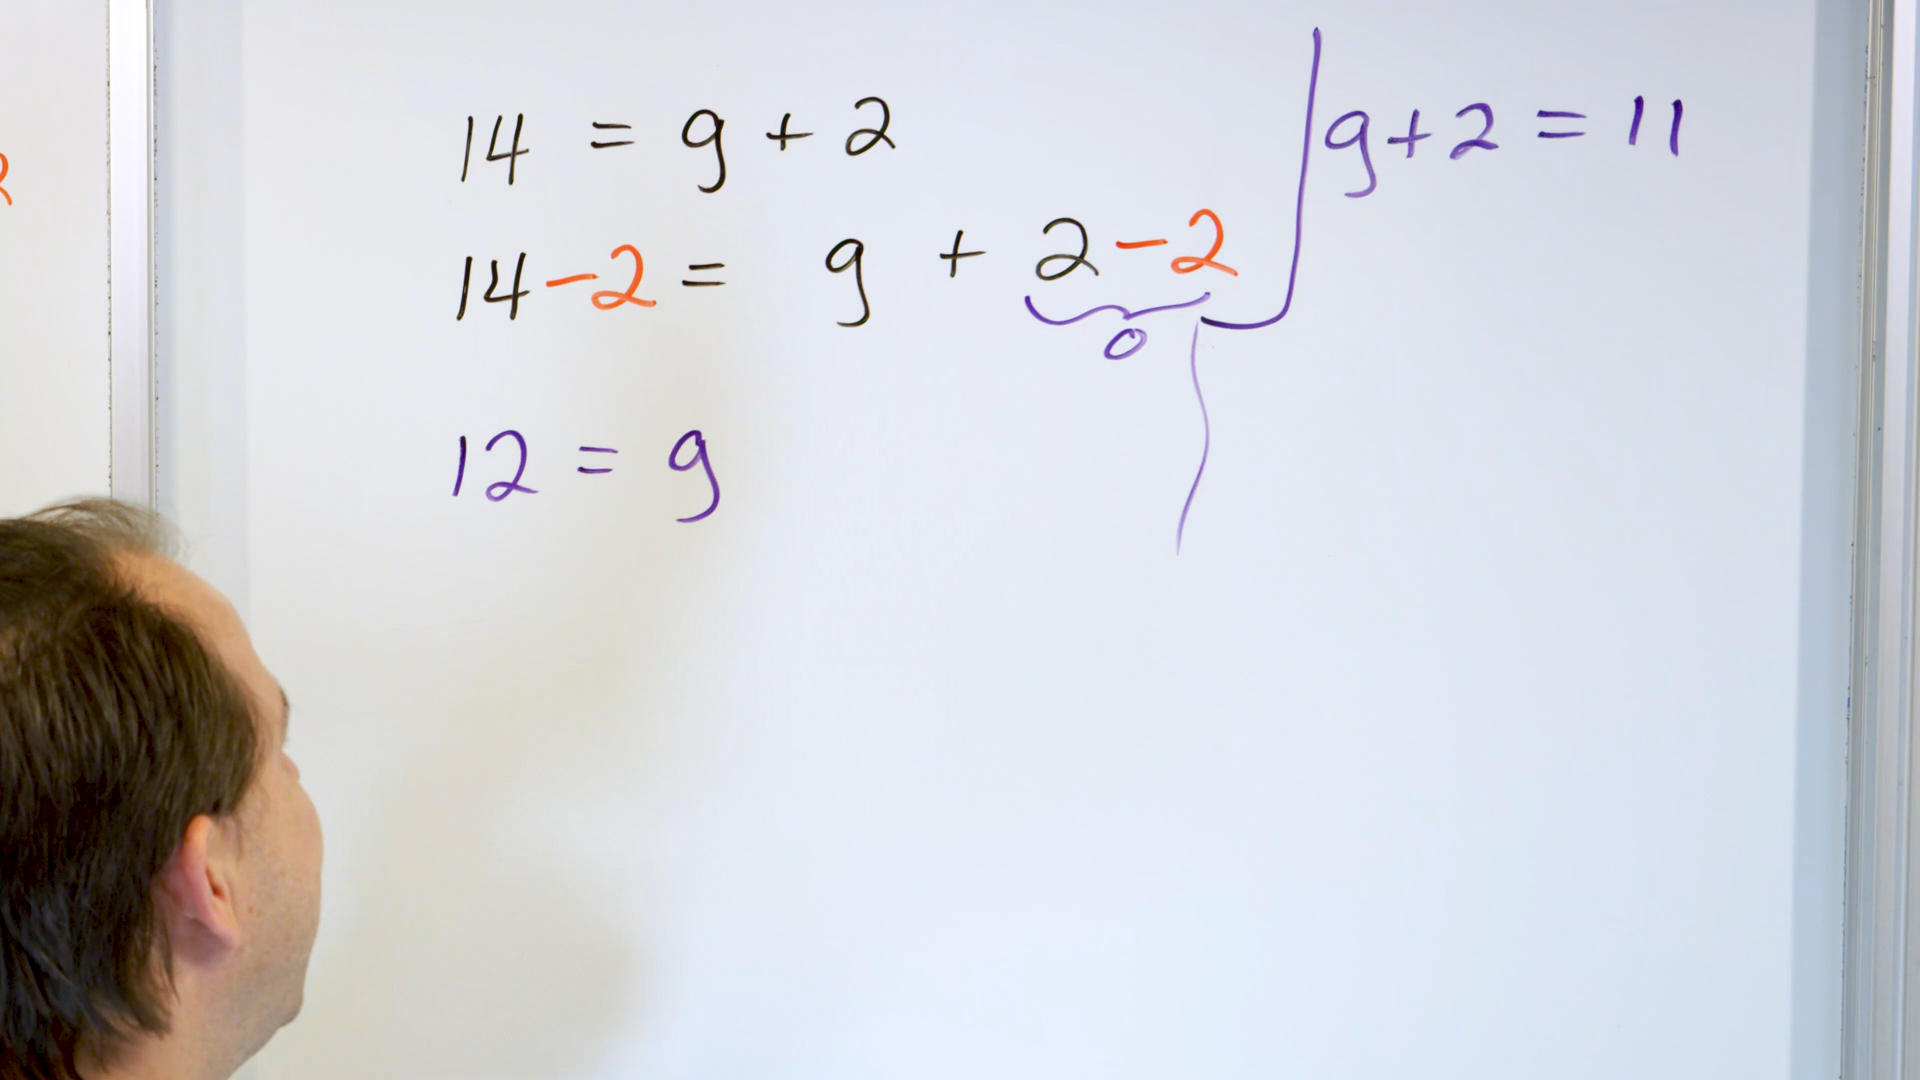 14 = g + 2
14-2 = g + 2-2
0
12 = g
g+2 = 11